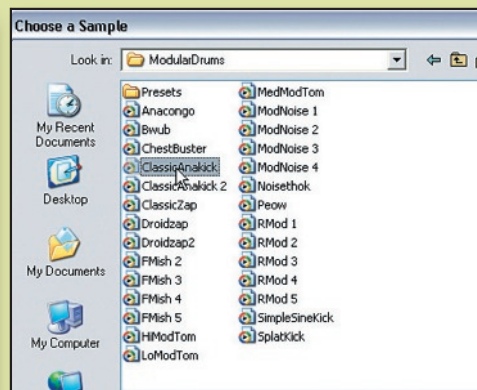 Choose a Sample
Look in: ModularDrums
My Recent
Documents
Desktop
My Documents
My Computer
Presets
Anacongo
Bwub
ChestBuster
ClassicAnakick
ClassicAnakick 2
ClassicZap
Droidzap
Droidzap2
FMish 2
FMish 3
FMish 4
FMish 5
HiModTom
LoModTom
MedModTom
ModNoise 1
ModNoise 2
ModNoise 3
ModNoise 4
Noisethok
Peow
RMod 1
RMod 2
RMod 3
RMod 4
RMod 5
SimpleSineKick
SplatKick